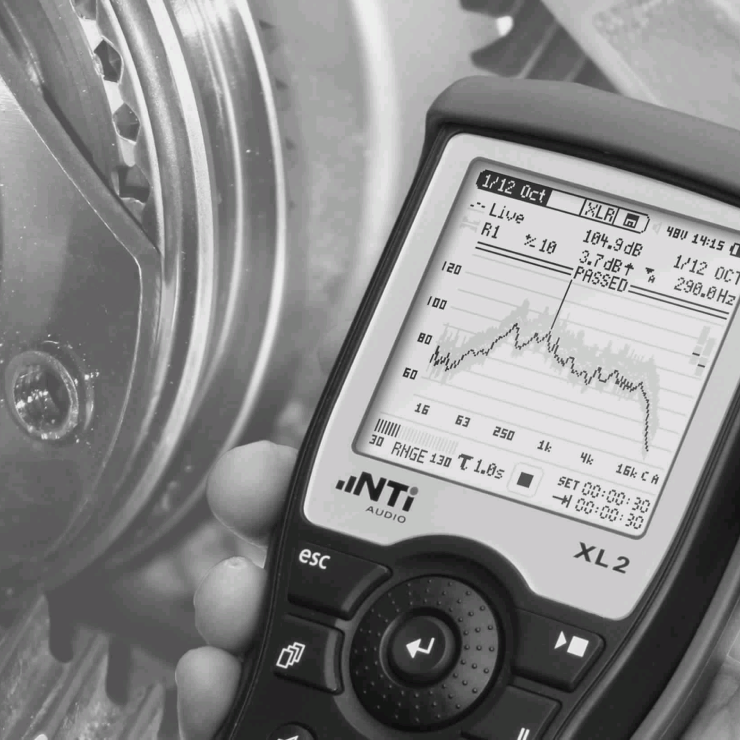 1/12 Oct XLR 48V 14:15
Live 104.9dB 1/12 OCT
R1 ±10 3.7dB↑ A 290.0Hz
PASSED
120
100
80
60
16 63 250 1k 4k 16k C A
30 RANGE 130 τ 1.0s SET 00:00:30
00:00:30
NTi
AUDIO
XL2
esc